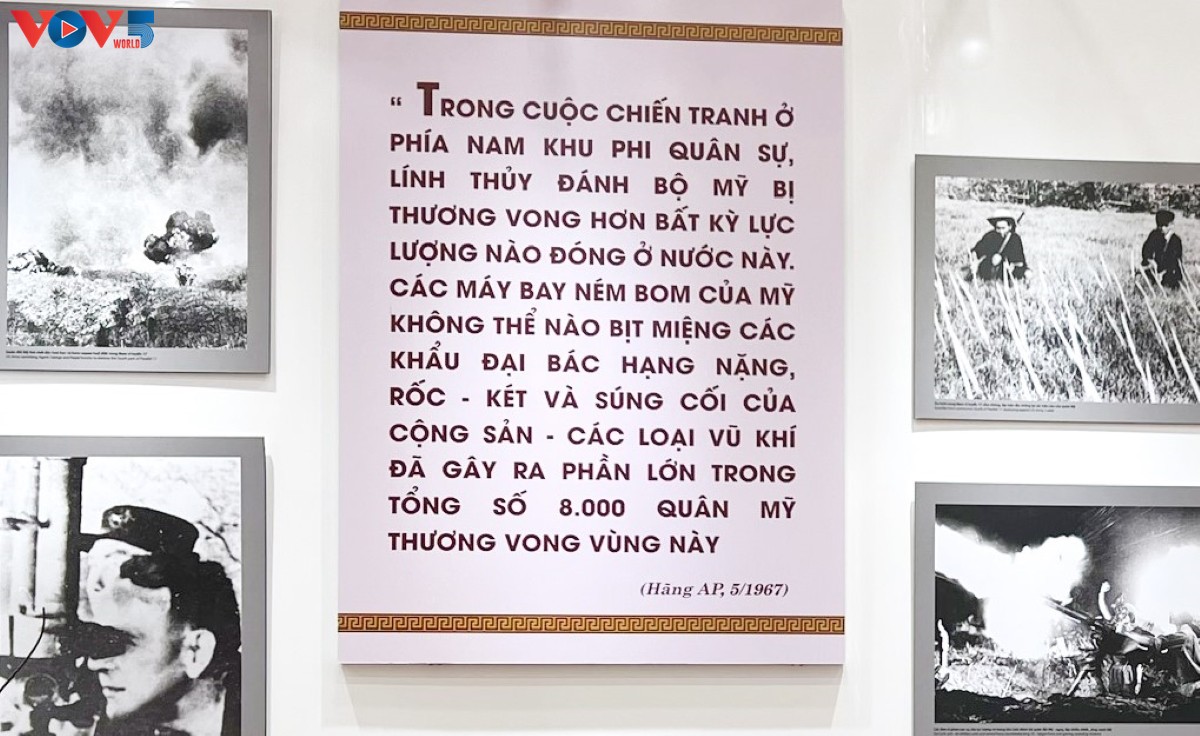 VOV5
WORLD
“ TRONG CUỘC CHIẾN TRANH Ở
PHÍA NAM KHU PHI QUÂN SỰ,
LÍNH THỦY ĐÁNH BỘ MỸ BỊ
THƯƠNG VONG HƠN BẤT KỲ LỰC
LƯỢNG NÀO ĐÓNG Ở NƯỚC NÀY.
CÁC MÁY BAY NÉM BOM CỦA MỸ
KHÔNG THỂ NÀO BỊT MIỆNG CÁC
KHẨU ĐẠI BÁC HẠNG NẶNG,
RỐC - KÉT VÀ SÚNG CỐI CỦA
CỘNG SẢN - CÁC LOẠI VŨ KHÍ
ĐÃ GÂY RA PHẦN LỚN TRONG
TỔNG SỐ 8.000 QUÂN MỸ
THƯƠNG VONG VÙNG NÀY
(Hãng AP, 5/1967)